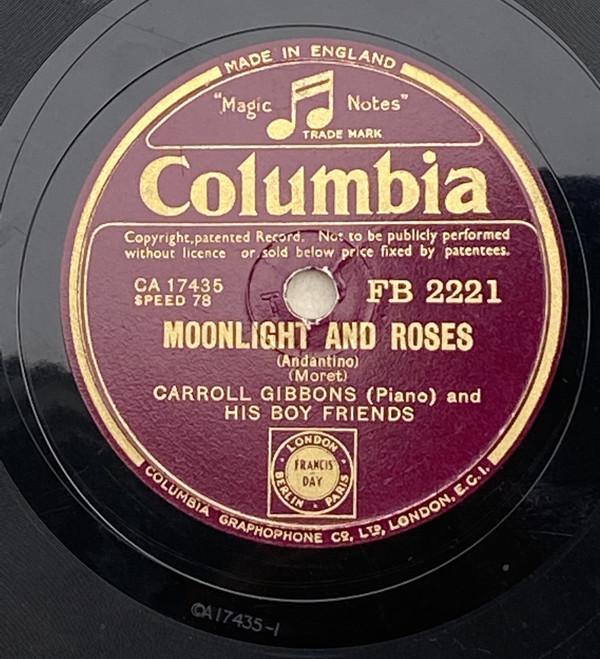 MADE IN ENGLAND
"Magic Notes"
TRADE MARK
Columbia
Copyright, patented Record. Not to be publicly performed
without licence or sold below price fixed by patentees.
CA 17435 FB 2221
SPEED 78
MOONLIGHT AND ROSES
(Andantino)
(Moret)
CARROLL GIBBONS (Piano) and
HIS BOY FRIENDS
LONDON
FRANCIS
DAY
BERLIN PARIS
COLUMBIA GRAPHOPHONE CO, LTD, LONDON, E.C.1.
CA17435-1